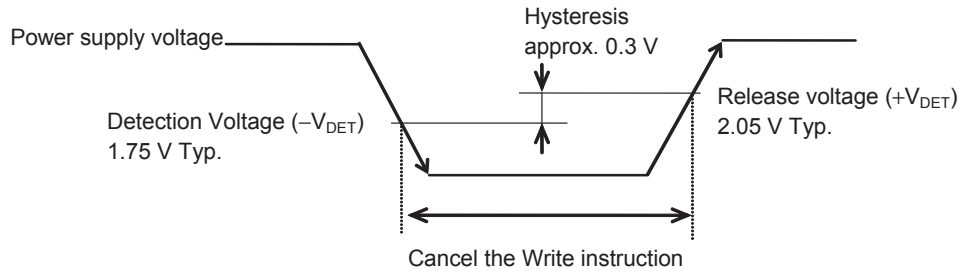 Hysteresis
approx. 0.3 V
Power supply voltage
Release voltage (+VDET)
2.05 V Typ.
Detection Voltage (−VDET)
1.75 V Typ.
Cancel the Write instruction